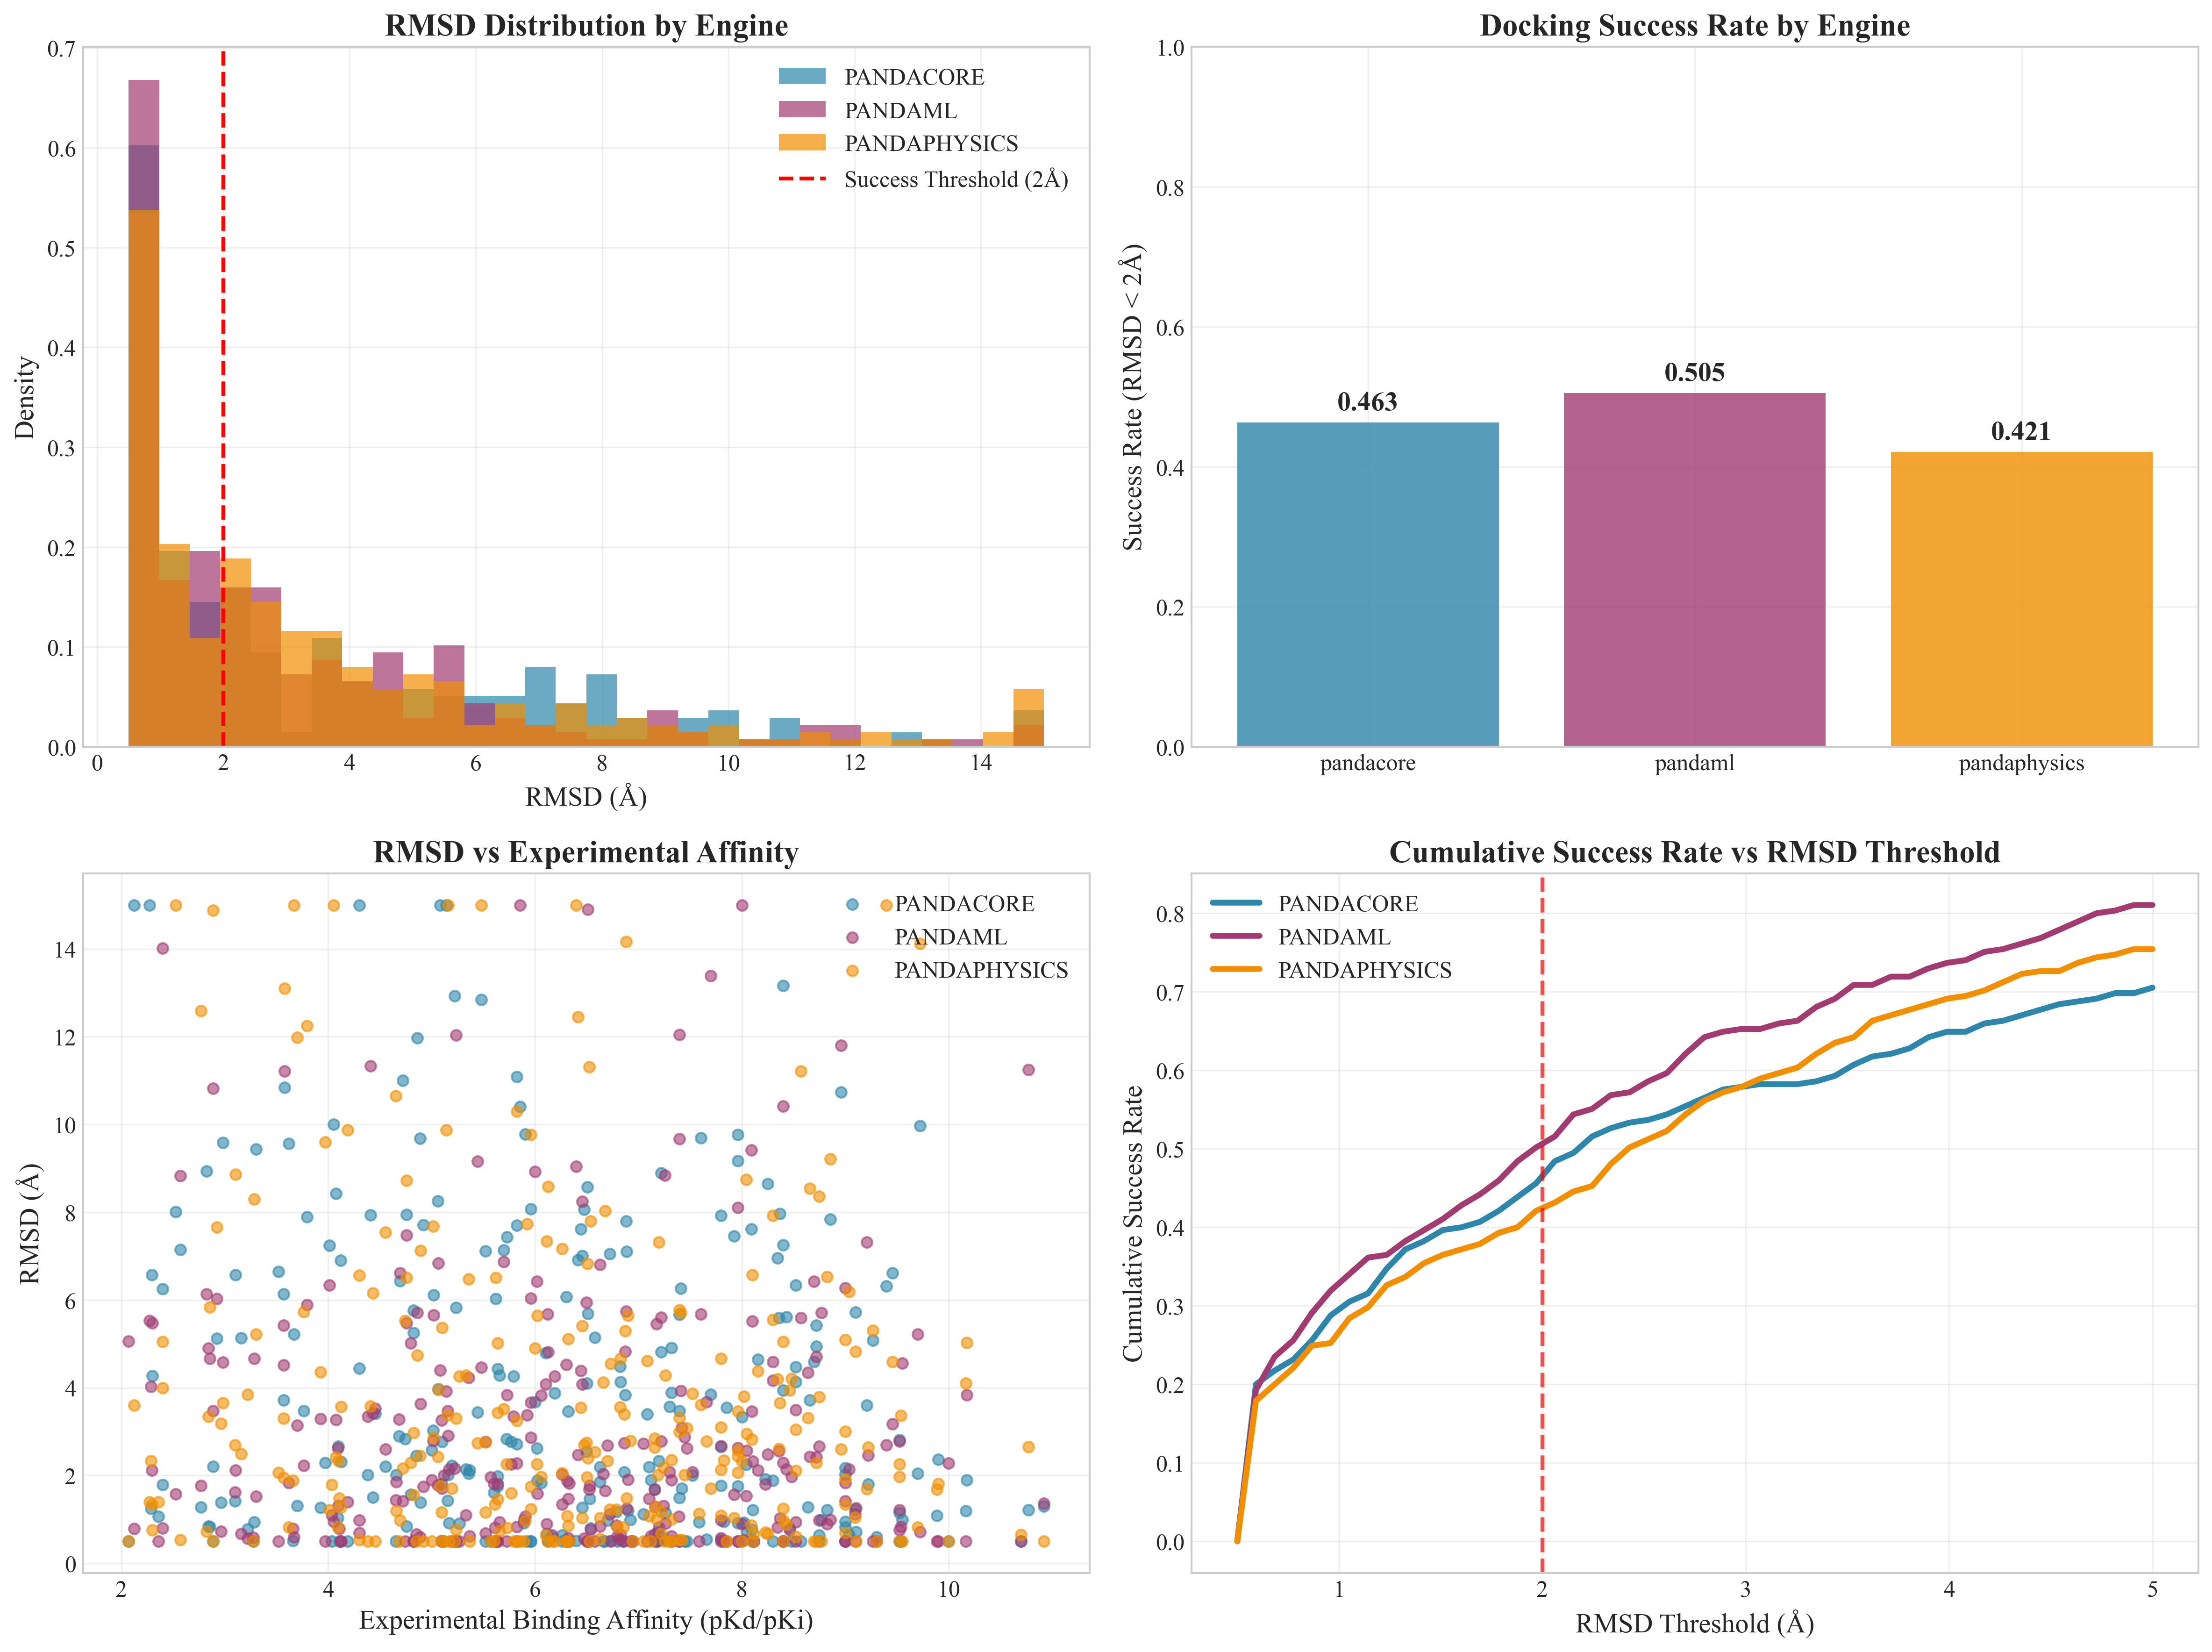 RMSD Distribution by Engine
0.7
0.6
0.5
0.4
0.3
0.2
0.1
0.0
Density
PANDACORE
PANDAML
PANDAPHYSICS
Success Threshold (2Å)
0
2
4
6
8
10
12
14
RMSD (Å)
Docking Success Rate by Engine
1.0
0.8
0.6
0.4
0.2
0.0
Success Rate (RMSD < 2Å)
0.463
0.505
0.421
pandacore
pandaml
pandaphysics
RMSD vs Experimental Affinity
14
12
10
8
6
4
2
0
RMSD (Å)
PANDACORE
PANDAML
PANDAPHYSICS
2
4
6
8
10
Experimental Binding Affinity (pKd/pKi)
Cumulative Success Rate vs RMSD Threshold
0.8
0.7
0.6
0.5
0.4
0.3
0.2
0.1
0.0
Cumulative Success Rate
PANDACORE
PANDAML
PANDAPHYSICS
1
2
3
4
5
RMSD Threshold (Å)